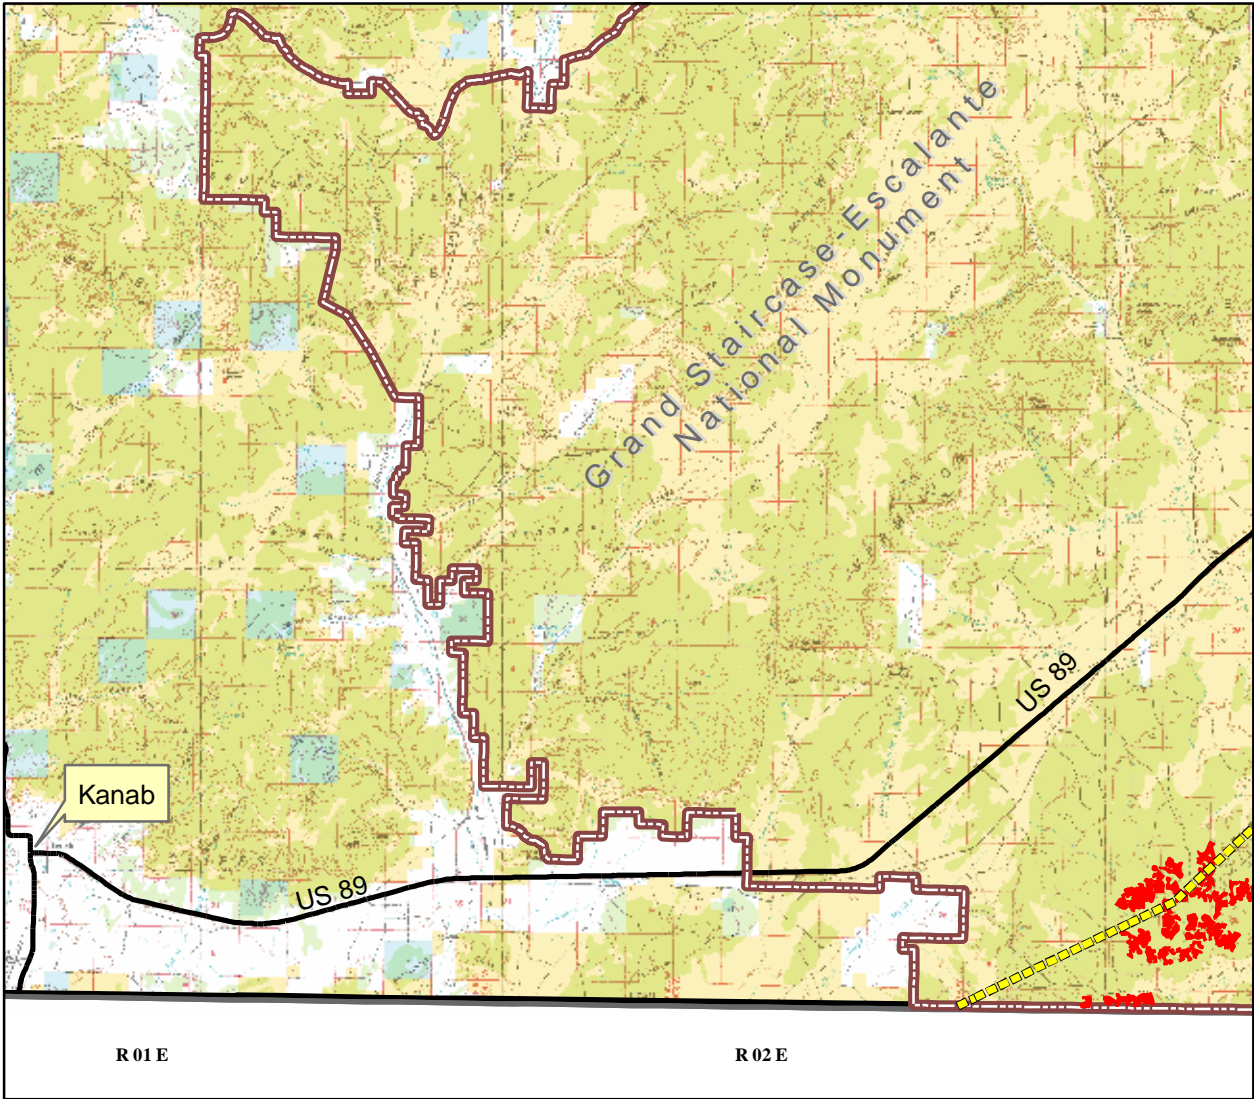 Grand Staircase-Escalante
National Monument
US 89
Kanab
US 89
R 01 E
R 02 E